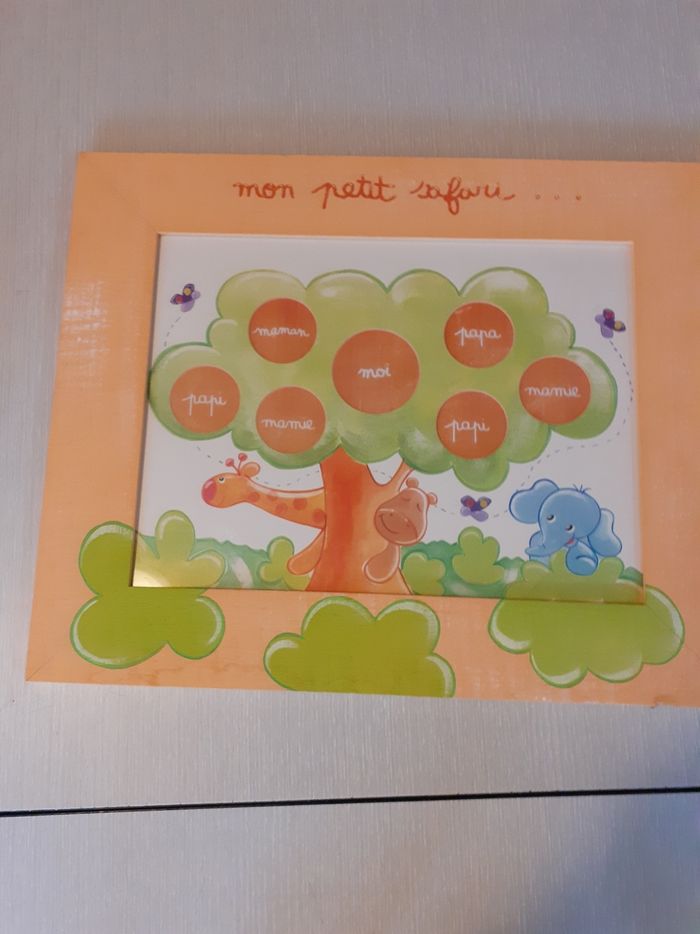 mon petit safari ...
maman
papa
moi
papi
mamie
mamie
papi